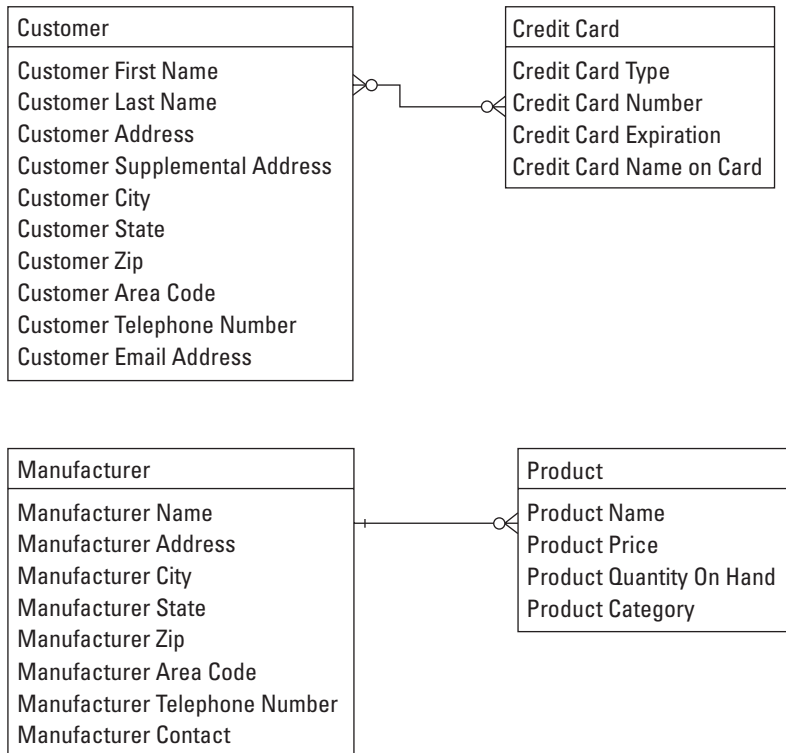 Customer
Customer First Name
Customer Last Name
Customer Address
Customer Supplemental Address
Customer City
Customer State
Customer Zip
Customer Area Code
Customer Telephone Number
Customer Email Address
Credit Card
Credit Card Type
Credit Card Number
Credit Card Expiration
Credit Card Name on Card
Manufacturer
Manufacturer Name
Manufacturer Address
Manufacturer City
Manufacturer State
Manufacturer Zip
Manufacturer Area Code
Manufacturer Telephone Number
Manufacturer Contact
Product
Product Name
Product Price
Product Quantity On Hand
Product Category